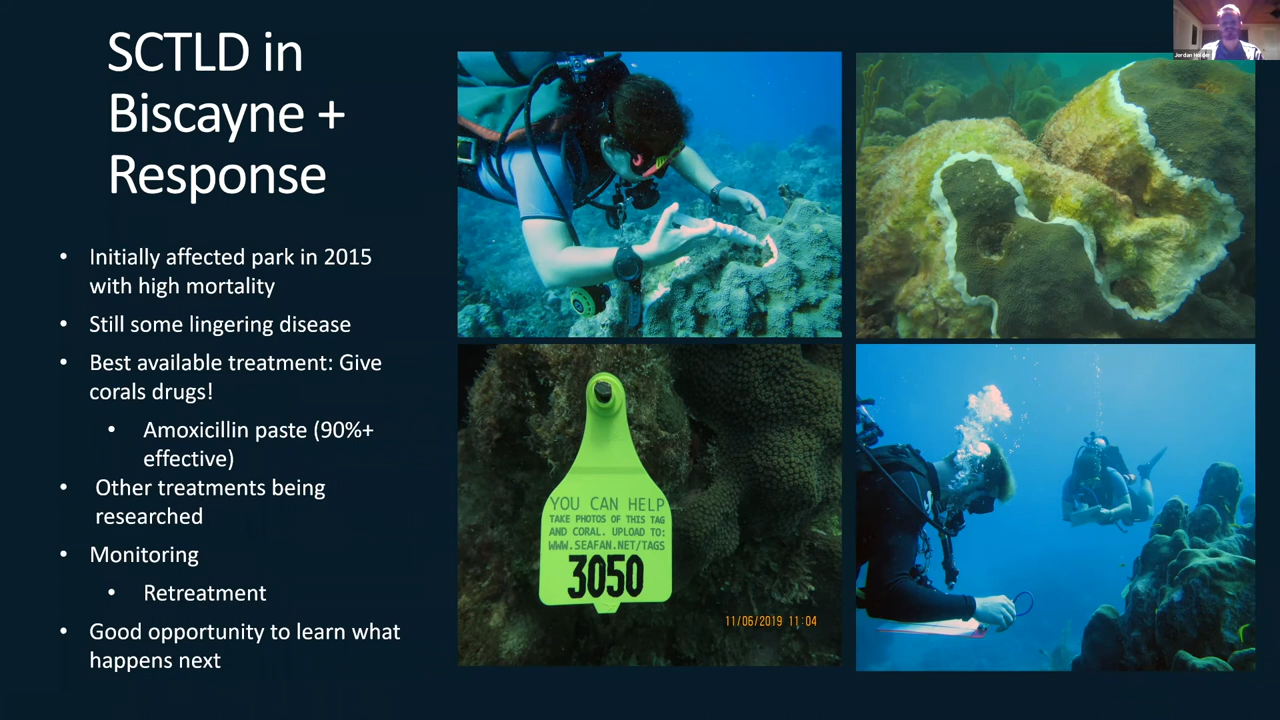 SCTLD in
Biscayne +
Response
• Initially affected park in 2015
with high mortality
• Still some lingering disease
• Best available treatment: Give
corals drugs!
• Amoxicillin paste (90%+
effective)
• Other treatments being
researched
• Monitoring
• Retreatment
• Good opportunity to learn what
happens next
YOU CAN HELP
TAKE PHOTOS OF THIS TAG
AND CORAL. UPLOAD TO:
WWW.SEAFAN.NET/TAGS
3050
11/06/2019 11:04
Jordan Holder